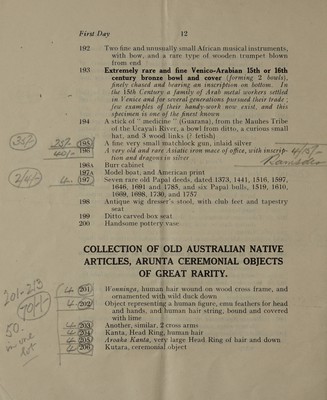 First Day 12
192 Two fine and unusually small African musical instruments,
with bow, and a rare type of wooden trumpet blown
from end
193 Extremely rare and fine Venico-Arabian 15th or 16th
century bronze bowl and cover (forming 2 bowls),
finely chased and bearing an inscription on bottom. In
the 15th Century a family of Arab metal workers settled
in Venice and for several generations pursued their trade;
few examples of their handy-work now exist, and this
specimen is one of the finest known
194 A stick of "medicine" (Guarana), from the Mauhes Tribe
of the Ucayali River, a bowl from ditto, a curious small
hat, and 3 wood links (? fetish)
195 A fine very small matchlock gun, inlaid silver
196 A very old and rare Asiatic iron mace of office, with inscrip-
tion and dragons in silver
196A Burr cabinet
197A Model boat; and American print
197 Seven rare old Papal deeds, dated 1373, 1441, 1516, 1597,
1646, 1691 and 1785, and six Papal bulls, 1519, 1610,
1669, 1698, 1730, and 1757
198 Antique wig dresser's stool, with club feet and tapestry
seat
199 Ditto carved box seat
200 Handsome pottery vase
COLLECTION OF OLD AUSTRALIAN NATIVE
ARTICLES, ARUNTA CEREMONIAL OBJECTS
OF GREAT RARITY.
201-213
201 Wonninga, human hair wound on wood cross frame, and
ornamented with wild duck down
202 Object representing a human figure, emu feathers for head
and hands, and human hair string, bound and covered
with lime
203 Another, similar, 2 cross arms
204 Kanta, Head Ring, human hair
205 Aroaka Kanta, very large Head Ring of hair and down
206 Kutara, ceremonial object
50.
in one
lot